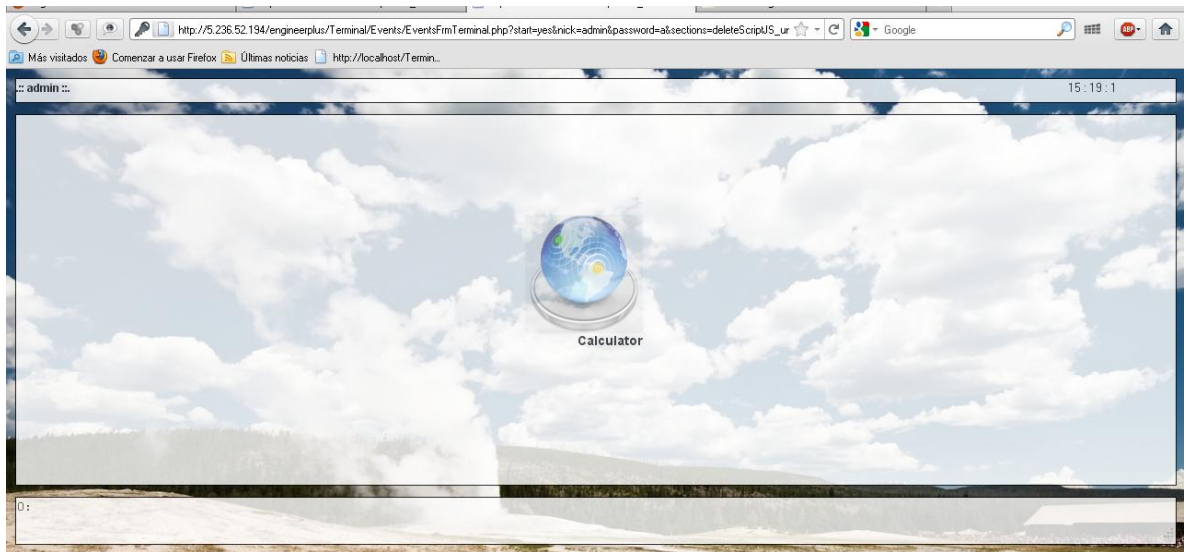 http://5.236.52.194/engineerplus/Terminal/Events/EventsFrmTerminal.php?start=yes&nick=admin&password=a&sections=deleteScriptJS_ur
Google
ABP
Más visitados Comenzar a usar Firefox Últimas noticias http://localhost/Termin...
.:: admin ::.
15 : 19 : 1
Calculator
0 :